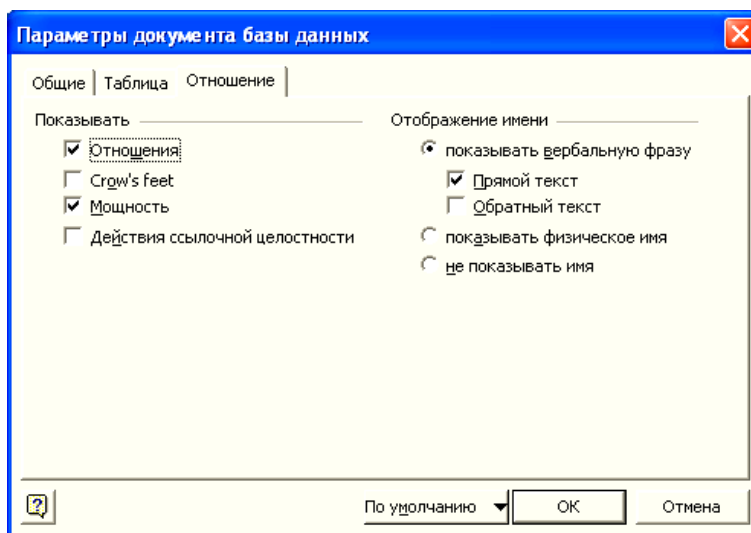 Параметры документа базы данных
Общие
Таблица
Отношение
Показывать
Отношения
Crow's feet
Мощность
Действия ссылочной целостности
Отображение имени
показывать вербальную фразу
Прямой текст
Обратный текст
показывать физическое имя
не показывать имя
?
По умолчанию
ОК
Отмена